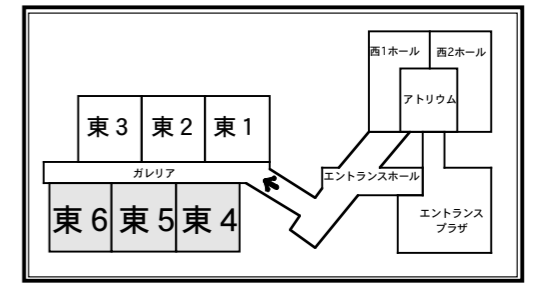 西1ホール
西2ホール
アトリウム
東3
東2
東1
ガレリア
エントランスホール
東6
東5
東4
エントランス
プラザ